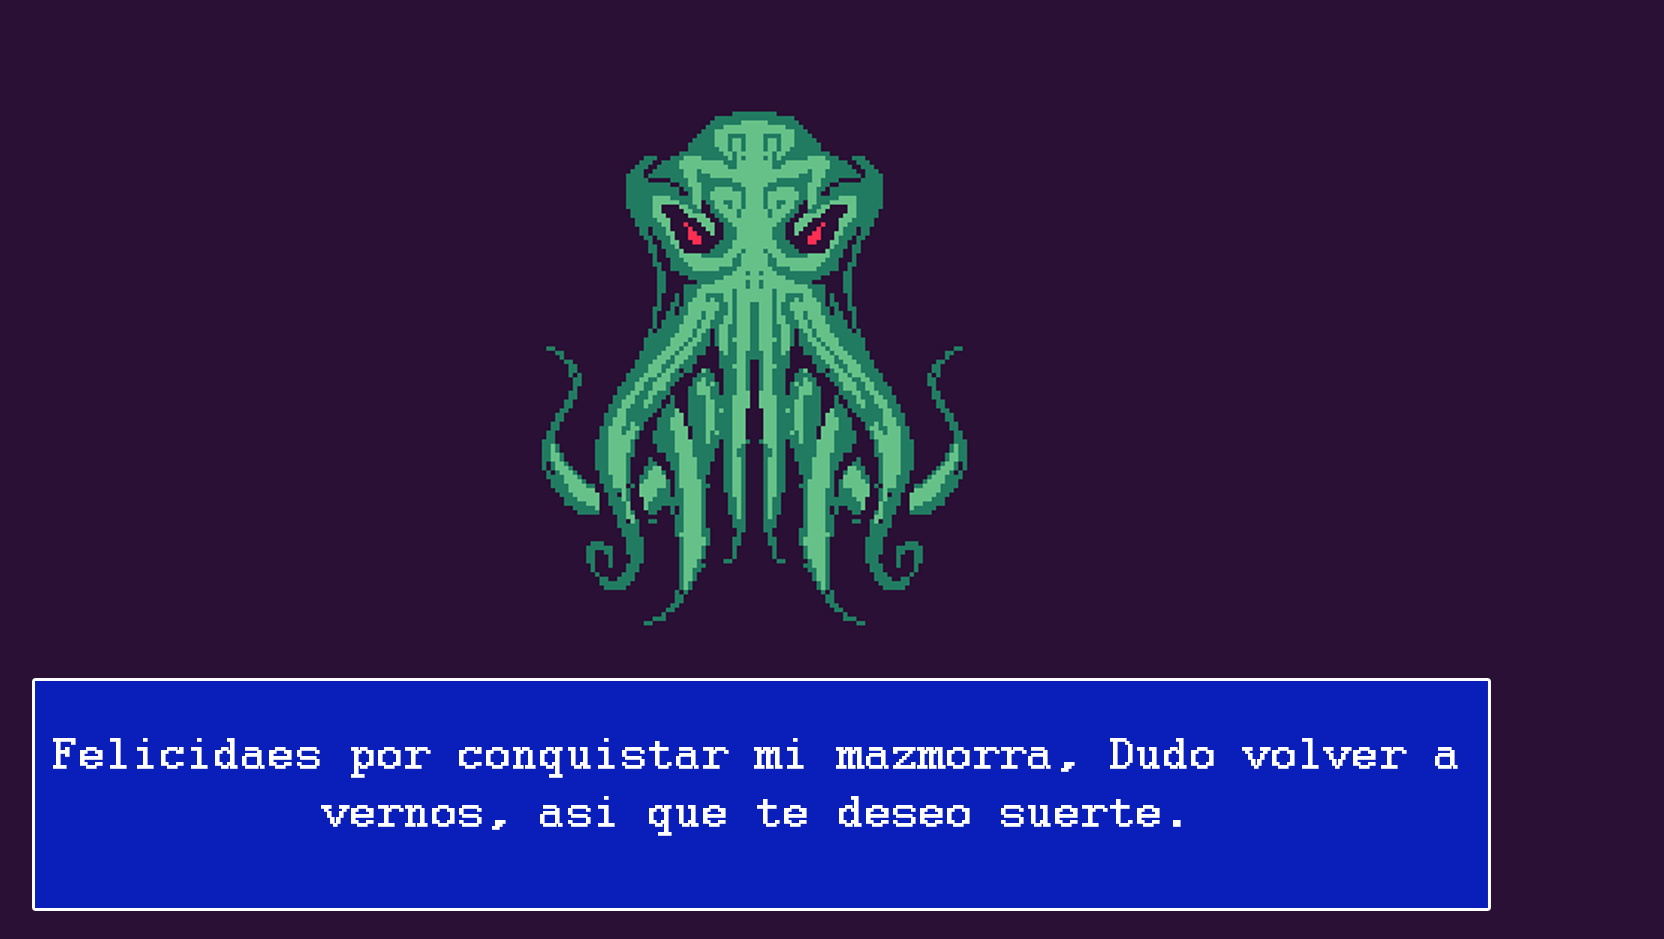 Felicidaes por conquistar mi mazmorra, Dudo volver a
vernos, asi que te deseo suerte.